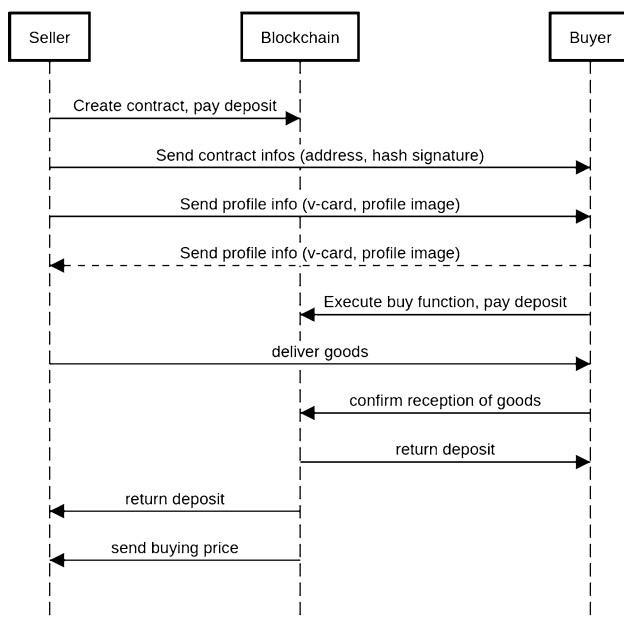 Seller
Blockchain
Buyer
Create contract, pay deposit
Send contract infos (address, hash signature)
Send profile info (v-card, profile image)
Send profile info (v-card, profile image)
Execute buy function, pay deposit
deliver goods
confirm reception of goods
return deposit
return deposit
send buying price